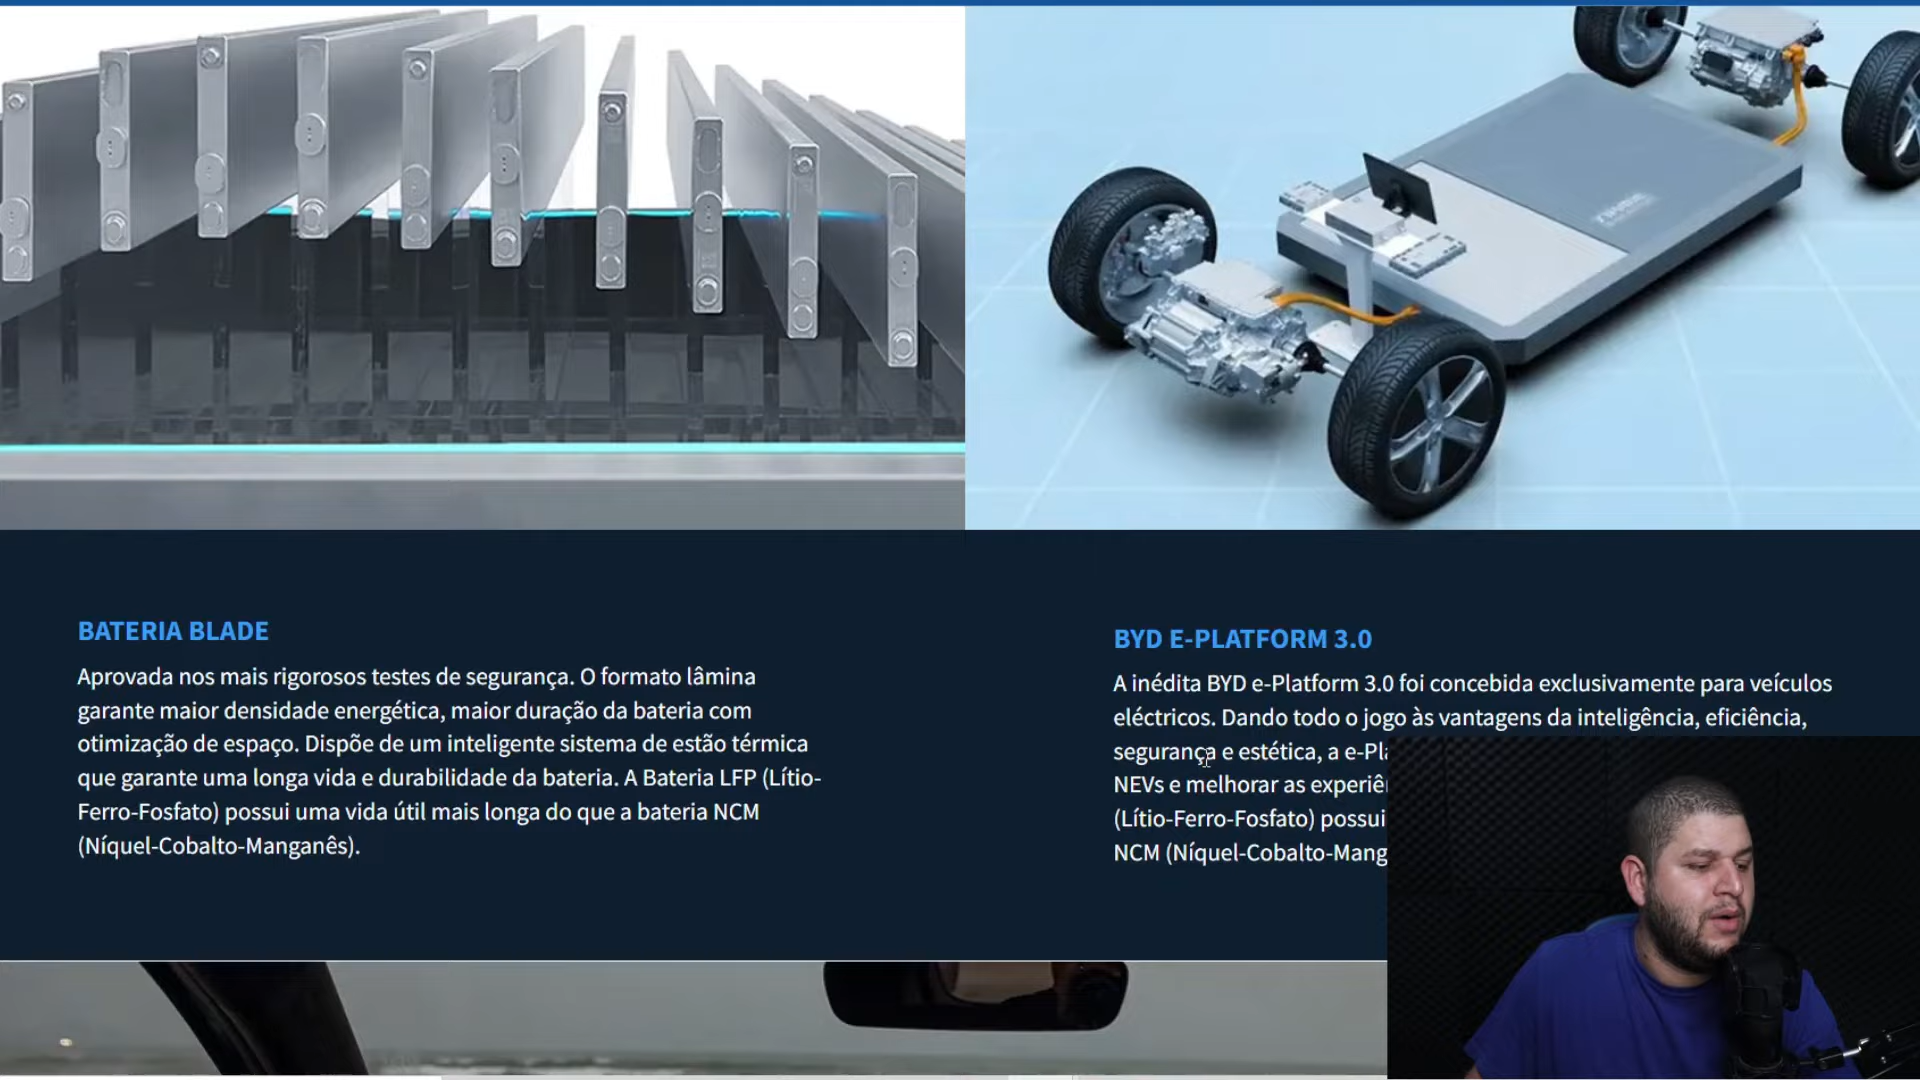 BATERIA BLADE
Aprovada nos mais rigorosos testes de segurança. O formato lâmina
garante maior densidade energética, maior duração da bateria com
otimização de espaço. Dispõe de um inteligente sistema de estão térmica
que garante uma longa vida e durabilidade da bateria. A Bateria LFP (Lítio-
Ferro-Fosfato) possui uma vida útil mais longa do que a bateria NCM
(Níquel-Cobalto-Manganês).
BYD E-PLATFORM 3.0
A inédita BYD e-Platform 3.0 foi concebida exclusivamente para veículos
eléctricos. Dando todo o jogo às vantagens da inteligência, eficiência,
segurança e estética, a e-Pla
NEVs e melhorar as experiên
(Lítio-Ferro-Fosfato) possui
NCM (Níquel-Cobalto-Mang